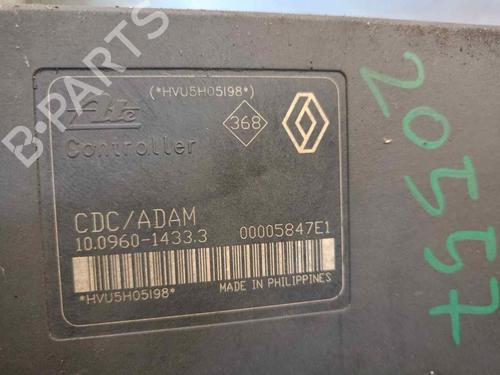 (*HVU5H05I98*)
Ate
368
Controller
CDC/ADAM
10.0960-1433.3 00005847E1
*HVU5H05I98*
MADE IN PHILIPPINES
20557
B-PARTS